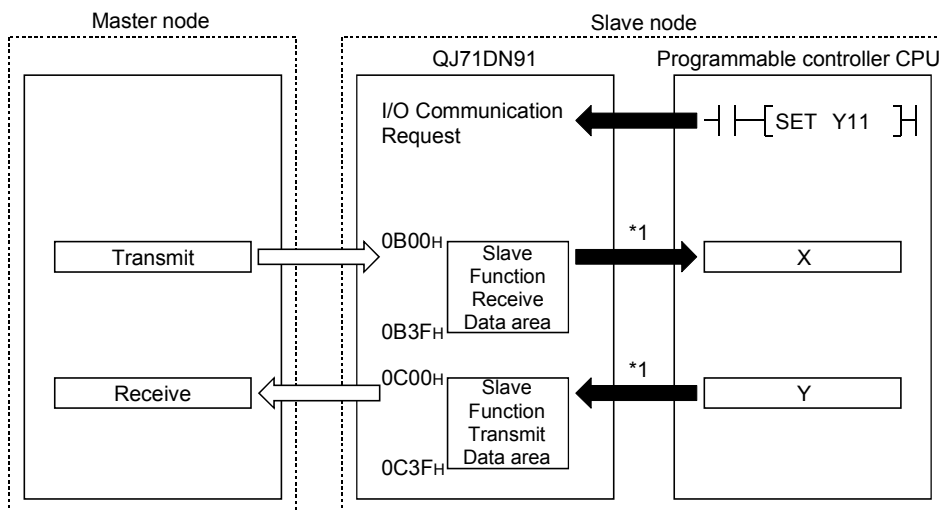 Master node
Slave node
QJ71DN91
Programmable controller CPU
I/O Communication
Request
SET Y11
Transmit
0B00H
Slave
Function
Receive
Data area
0B3FH
*1
X
Receive
0C00H
Slave
Function
Transmit
Data area
0C3FH
*1
Y